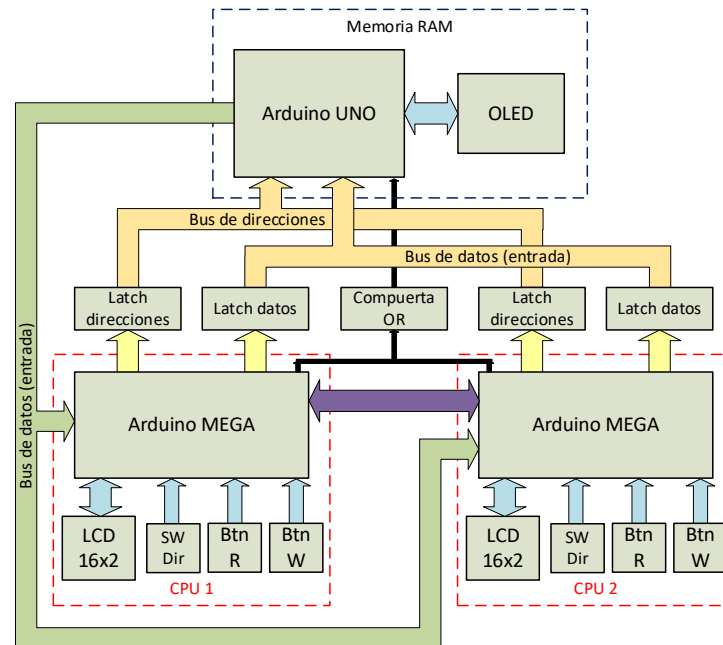 Memoria RAM
Arduino UNO
OLED
Bus de direcciones
Bus de datos (entrada)
Latch
direcciones
Latch datos
Compuerta
OR
Latch
direcciones
Latch datos
Bus de datos (entrada)
Arduino MEGA
Arduino MEGA
LCD
16x2
SW
Dir
Btn
R
Btn
W
CPU 1
LCD
16x2
SW
Dir
Btn
R
Btn
W
CPU 2